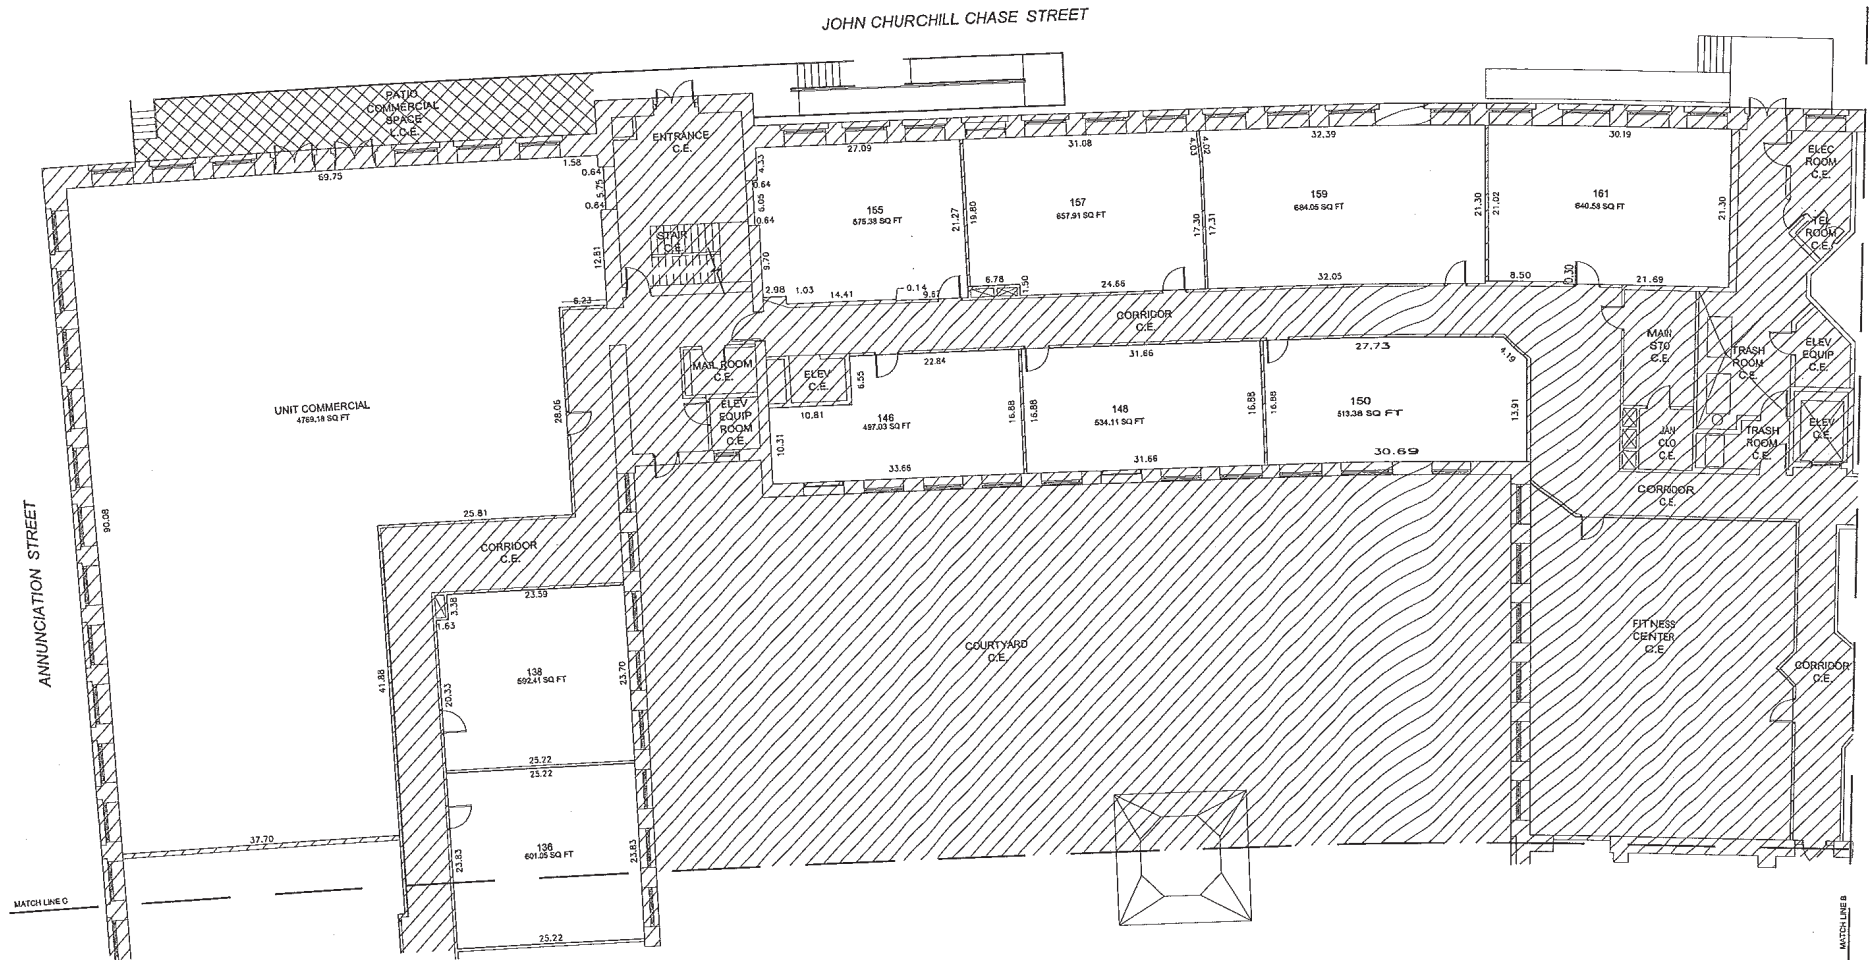 JOHN CHURCHILL CHASE STREET
PATIO
COMMERCIAL
SPACE
L.C.E.
ENTRANCE
C.E.
1.58
0.64
5.75
0.64
12.81
69.75
4.33
0.64
6.05
0.64
9.70
27.09
155
575.38 SQ FT
21.27
2.98
1.03
14.41
0.14
9.67
31.08
4.03
4.02
157
657.91 SQ FT
19.80
17.30
17.31
6.78
1.50
24.66
32.39
159
684.05 SQ FT
21.30
21.02
32.05
30.19
161
640.58 SQ FT
21.30
8.50
0.30
21.69
ELEC
ROOM
C.E.
TEL
ROOM
C.E.
STAIR
C.E.
6.23
CORRIDOR
C.E.
MAIL ROOM
C.E.
ELEV
C.E.
ELEV
EQUIP
ROOM
C.E.
10.81
6.55
22.84
146
497.03 SQ FT
10.31
16.88
16.88
33.66
31.66
148
534.11 SQ FT
16.88
16.88
31.66
27.73
4.19
150
513.38 SQ FT
13.91
30.69
MAIN
STO
C.E.
TRASH
ROOM
C.E.
ELEV
EQUIP
C.E.
JAN
CLO
C.E.
TRASH
ROOM
C.E.
ELEV
C.E.
CORRIDOR
C.E.
UNIT COMMERCIAL
4769.18 SQ FT
28.06
25.81
90.08
41.88
37.70
ANNUNCIATION STREET
CORRIDOR
C.E.
23.59
3.38
1.63
138
592.41 SQ FT
20.33
23.70
25.22
25.22
136
601.05 SQ FT
23.83
23.83
25.22
COURTYARD
C.E.
FITNESS
CENTER
C.E.
CORRIDOR
C.E.
MATCH LINE C
MATCH LINE B